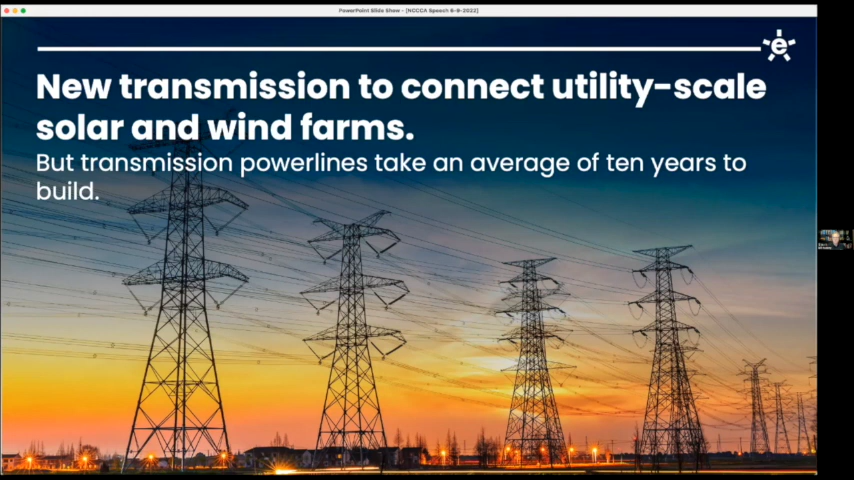 PowerPoint Slide Show - [NCCCA Speech 6-9-2022]
e
New transmission to connect utility-scale
solar and wind farms.
But transmission powerlines take an average of ten years to
build.